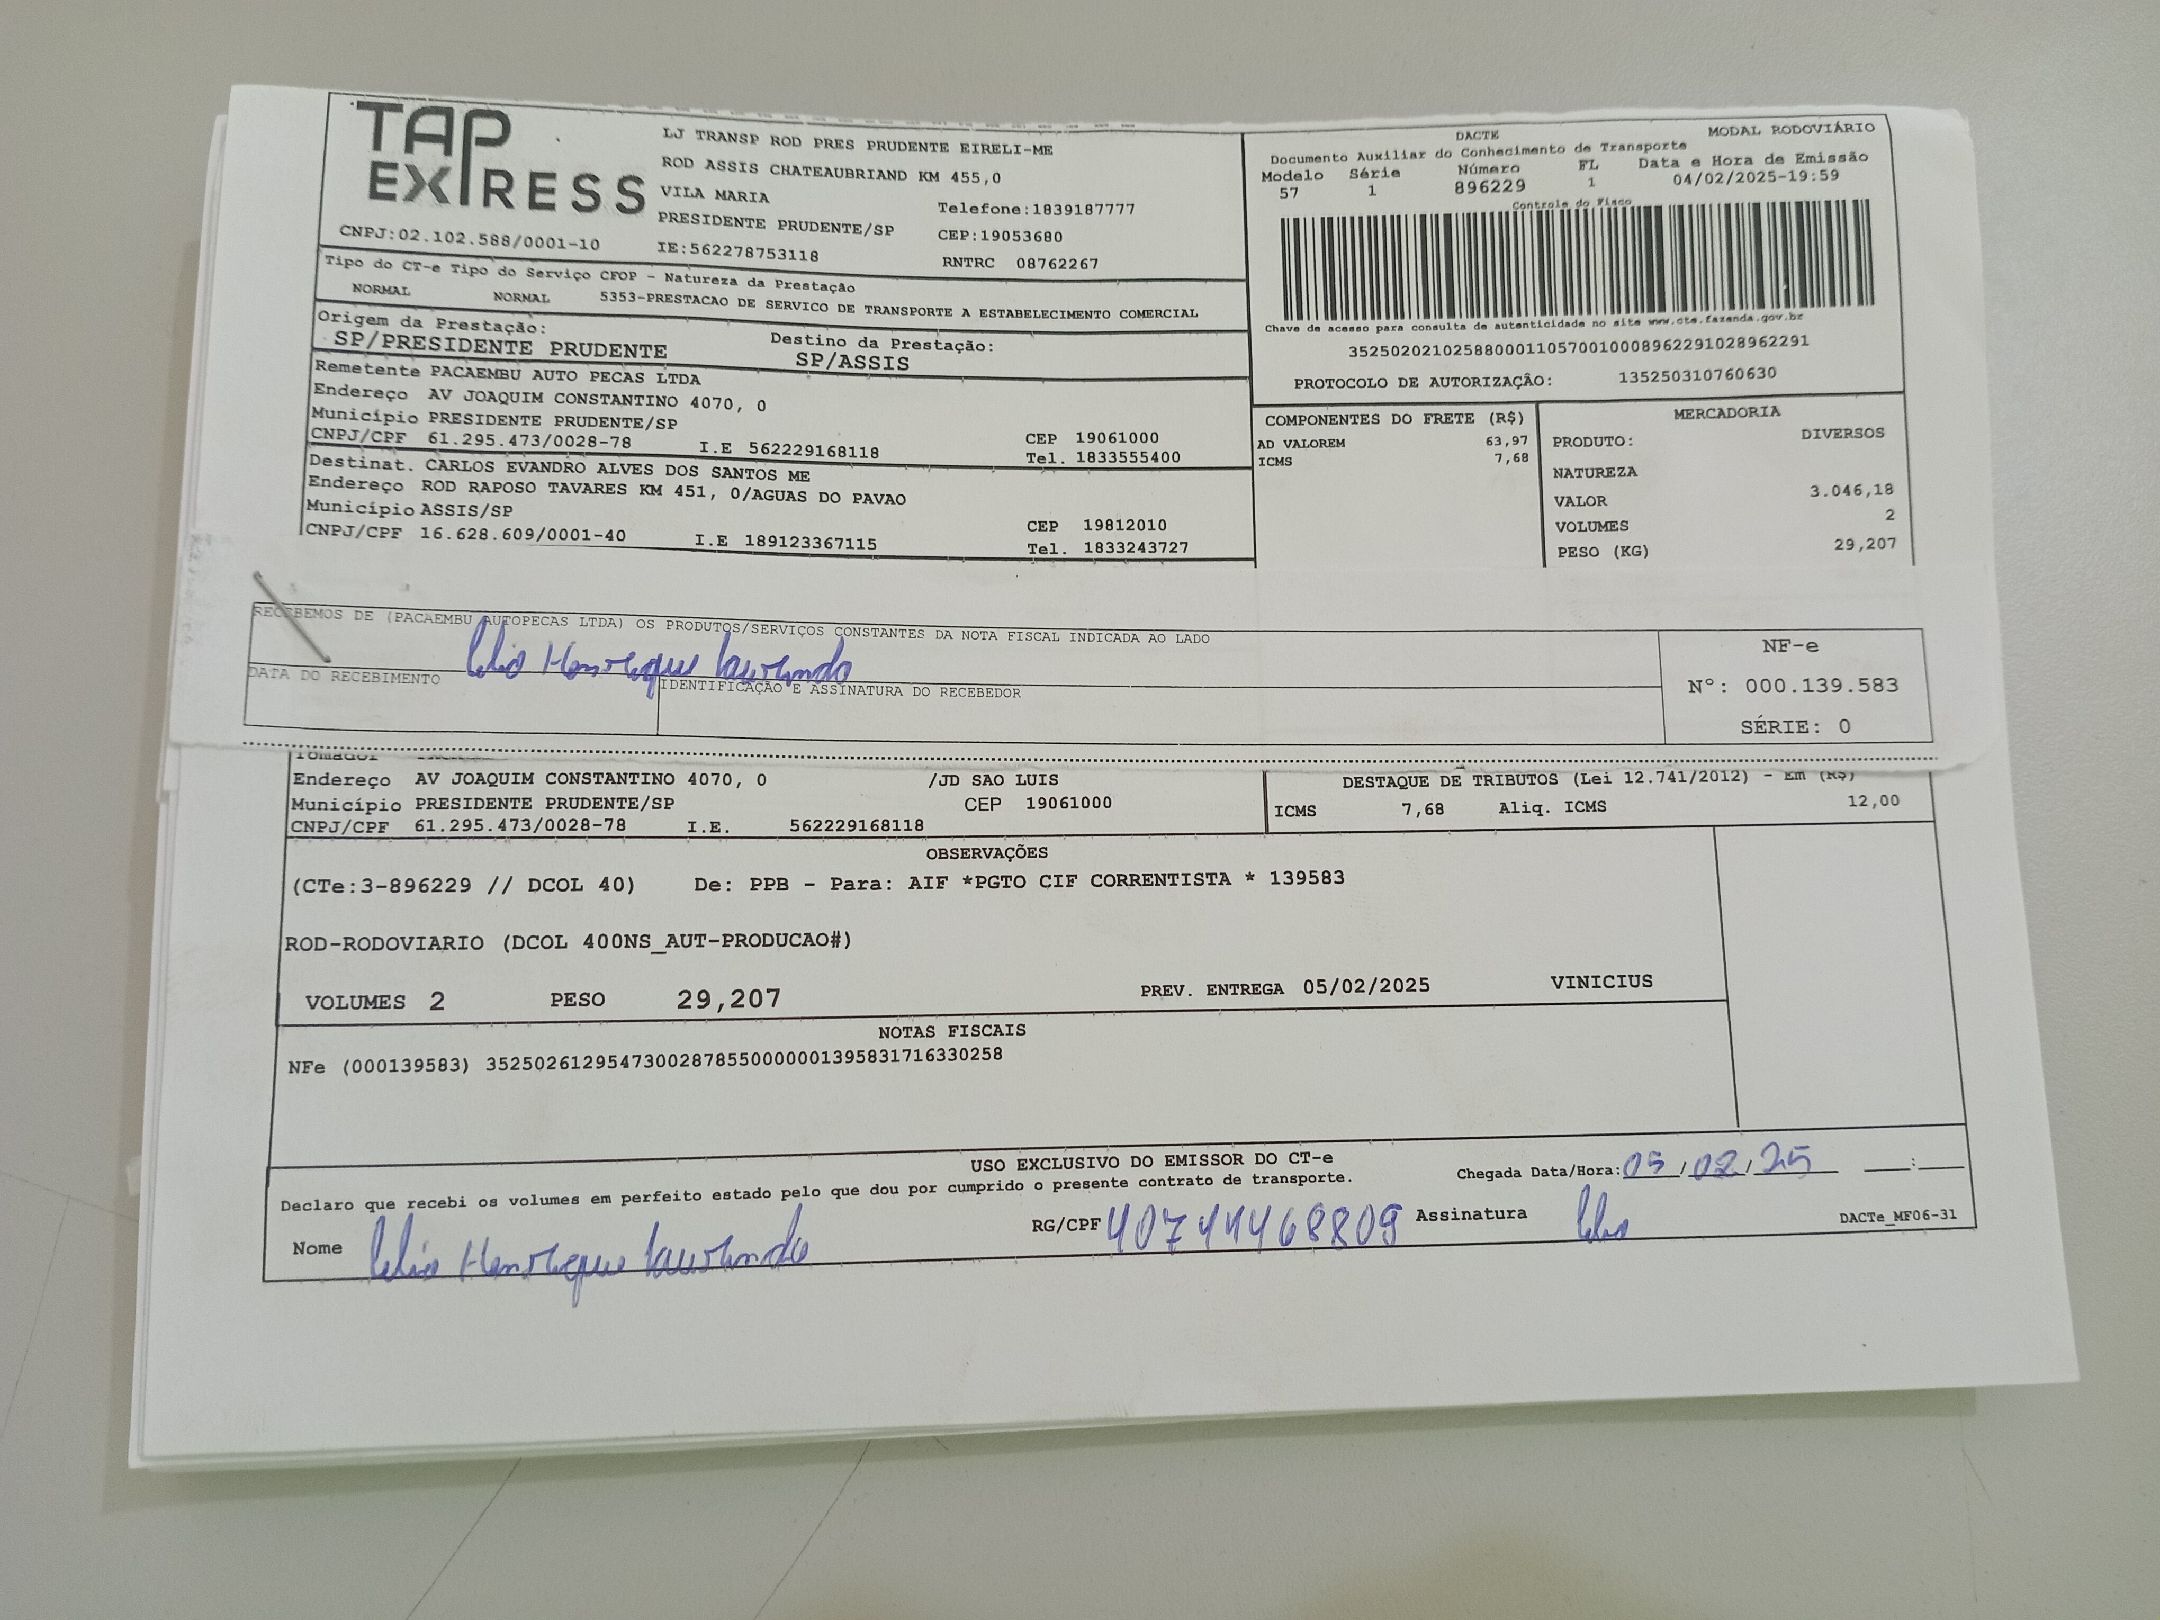 TAP EXPRESS
LJ TRANSP ROD PRES PRUDENTE EIRELI-ME
ROD ASSIS CHATEAUBRIAND KM 455,0
VILA MARIA
Telefone:1839187777
PRESIDENTE PRUDENTE/SP CEP:19053680
CNPJ:02.102.588/0001-10 IE:562278753118 RNTRC 08762267
DACTE MODAL RODOVIÁRIO
Documento Auxiliar do Conhecimento de Transporte
Modelo Série Número FL Data e Hora de Emissão
57 1 896229 1 04/02/2025-19:59
Controle do Fisco
Chave de acesso para consulta de autenticidade no site www.cte.fazenda.gov.br
35250202102588000110570010008962291028962291
PROTOCOLO DE AUTORIZAÇÃO: 135250310760630
Tipo do CT-e Tipo do Serviço CFOP - Natureza da Prestação
NORMAL NORMAL 5353-PRESTACAO DE SERVICO DE TRANSPORTE A ESTABELECIMENTO COMERCIAL
Origem da Prestação: Destino da Prestação:
SP/PRESIDENTE PRUDENTE SP/ASSIS
Remetente PACAEMBU AUTO PECAS LTDA
Endereço AV JOAQUIM CONSTANTINO 4070, 0
Município PRESIDENTE PRUDENTE/SP CEP 19061000
CNPJ/CPF 61.295.473/0028-78 I.E 562229168118 Tel. 1833555400
Destinat. CARLOS EVANDRO ALVES DOS SANTOS ME
Endereço ROD RAPOSO TAVARES KM 451, 0/AGUAS DO PAVAO
Município ASSIS/SP CEP 19812010
CNPJ/CPF 16.628.609/0001-40 I.E 189123367115 Tel. 1833243727
COMPONENTES DO FRETE (R$)
AD VALOREM 63,97
ICMS 7,68
MERCADORIA
PRODUTO: DIVERSOS
NATUREZA
VALOR 3.046,18
VOLUMES 2
PESO (KG) 29,207
RECEBEMOS DE (PACAEMBU AUTOPECAS LTDA) OS PRODUTOS/SERVIÇOS CONSTANTES DA NOTA FISCAL INDICADA AO LADO
Henrique
DATA DO RECEBIMENTO IDENTIFICAÇÃO E ASSINATURA DO RECEBEDOR
NF-e
Nº: 000.139.583
SÉRIE: 0
Tomador
Endereço AV JOAQUIM CONSTANTINO 4070, 0 /JD SAO LUIS
Município PRESIDENTE PRUDENTE/SP CEP 19061000
CNPJ/CPF 61.295.473/0028-78 I.E. 562229168118
DESTAQUE DE TRIBUTOS (Lei 12.741/2012) - Em (R$)
ICMS 7,68 Aliq. ICMS 12,00
OBSERVAÇÕES
(CTe:3-896229 // DCOL 40) De: PPB - Para: AIF *PGTO CIF CORRENTISTA * 139583
ROD-RODOVIARIO (DCOL 400NS_AUT-PRODUCAO#)
VOLUMES 2 PESO 29,207 PREV. ENTREGA 05/02/2025 VINICIUS
NOTAS FISCAIS
NFe (000139583) 35250261295473002878550000001395831716330258
USO EXCLUSIVO DO EMISSOR DO CT-e
Declaro que recebi os volumes em perfeito estado pelo que dou por cumprido o presente contrato de transporte. Chegada Data/Hora: 05/02/25 :
Nome Henrique RG/CPF 40744468809 Assinatura
DACTe_MF06-31